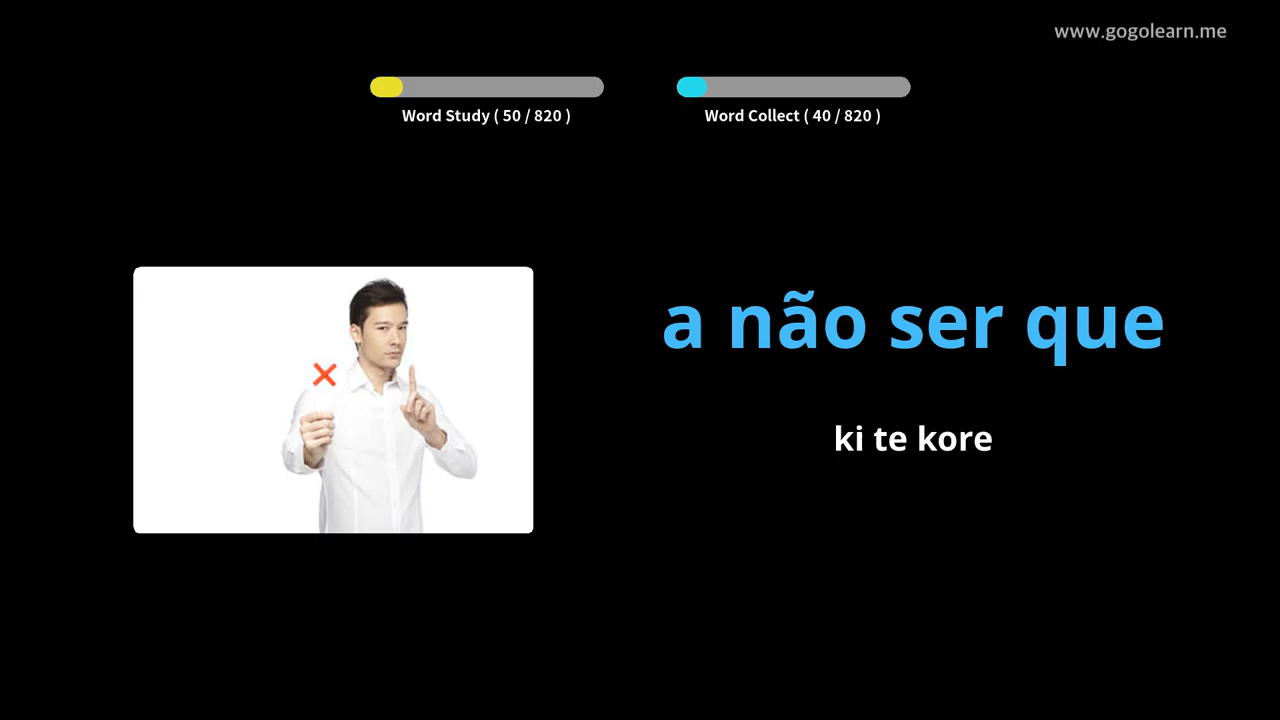 www.gogolearn.me
Word Study ( 50 / 820 )
Word Collect ( 40 / 820 )
a não ser que
ki te kore